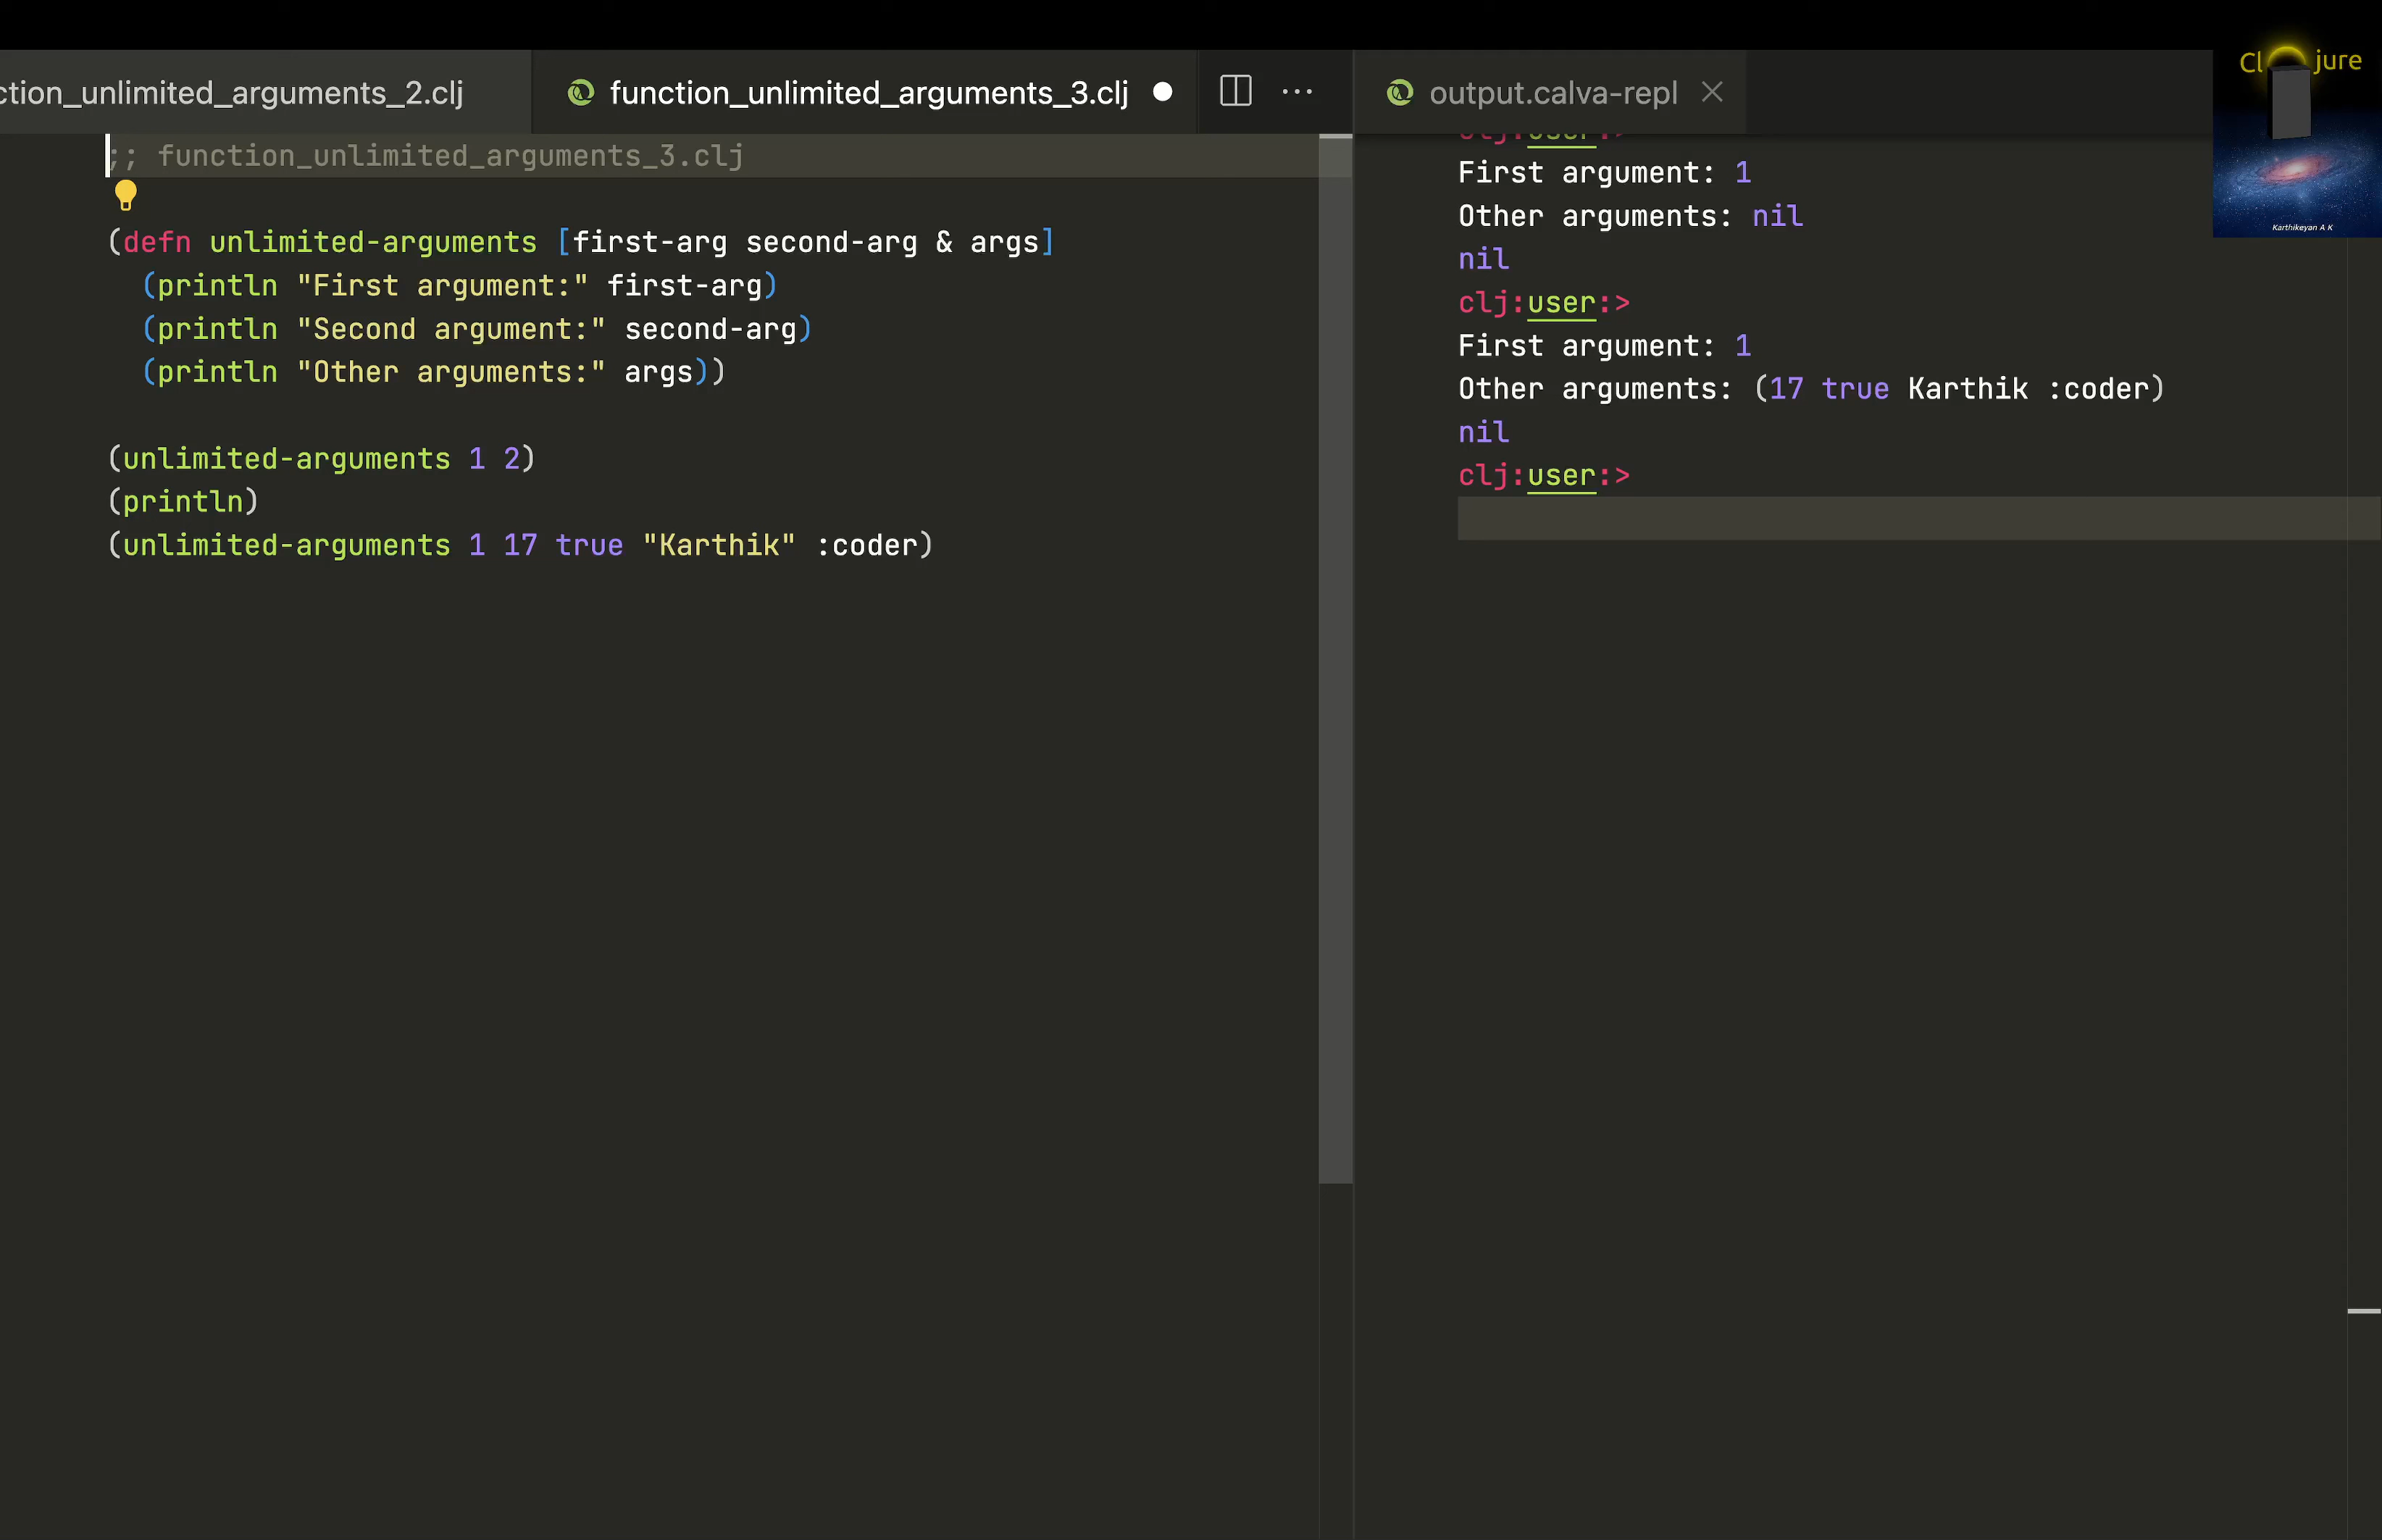 ction_unlimited_arguments_2.clj
function_unlimited_arguments_3.clj
;; function_unlimited_arguments_3.clj
(defn unlimited-arguments [first-arg second-arg & args]
(println "First argument:" first-arg)
(println "Second argument:" second-arg)
(println "Other arguments:" args))
(unlimited-arguments 1 2)
(println)
(unlimited-arguments 1 17 true "Karthik" :coder)
output.calva-repl
clj:user:>
First argument: 1
Other arguments: nil
nil
clj:user:>
First argument: 1
Other arguments: (17 true Karthik :coder)
nil
clj:user:>
Cl jure
Karthikeyan A K